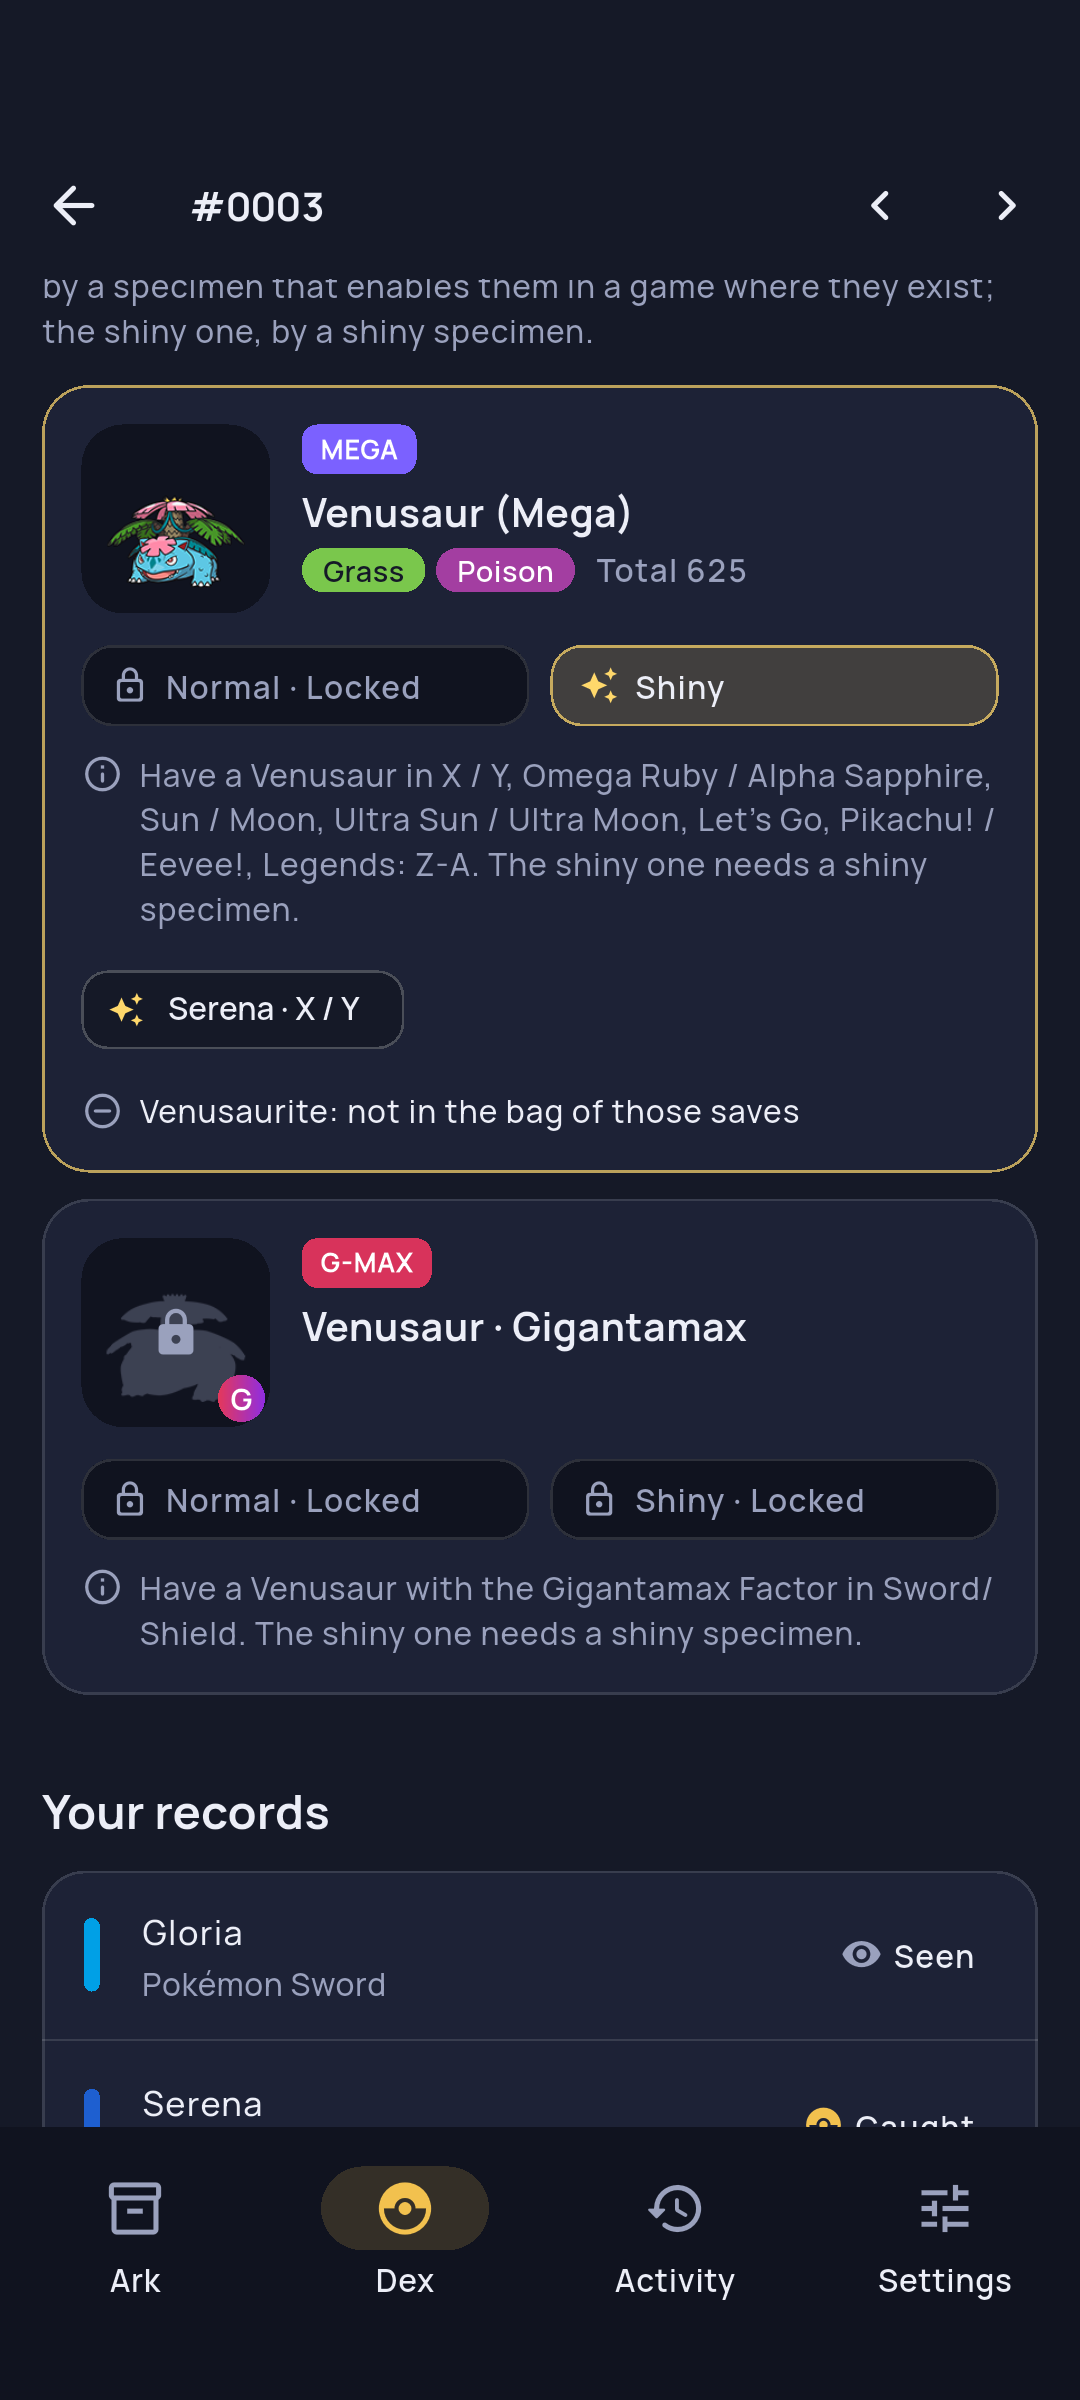 #0003
by a specimen that enables them in a game where they exist;
the shiny one, by a shiny specimen.
MEGA
Venusaur (Mega)
Grass Poison Total 625
Normal · Locked
Shiny
Have a Venusaur in X / Y, Omega Ruby / Alpha Sapphire,
Sun / Moon, Ultra Sun / Ultra Moon, Let's Go, Pikachu! /
Eevee!, Legends: Z-A. The shiny one needs a shiny
specimen.
Serena · X / Y
Venusaurite: not in the bag of those saves
G-MAX
Venusaur · Gigantamax
G
Normal · Locked
Shiny · Locked
Have a Venusaur with the Gigantamax Factor in Sword/
Shield. The shiny one needs a shiny specimen.
Your records
Gloria
Pokémon Sword
Seen
Serena
Caught
Ark
Dex
Activity
Settings